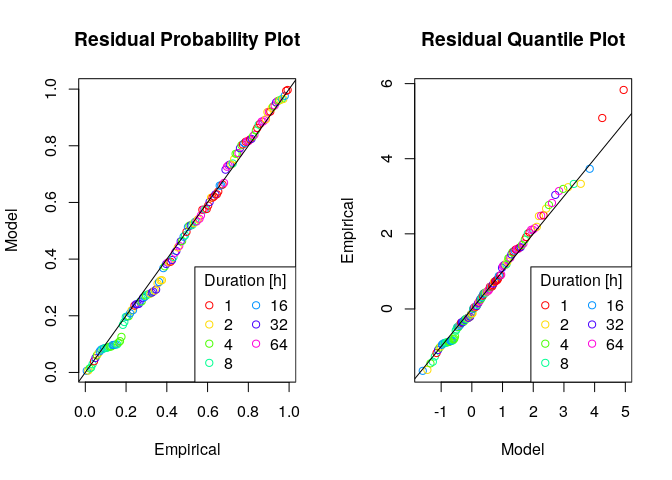 Residual Probability Plot
Model
1.0
0.8
0.6
0.4
0.2
0.0
Duration [h]
1 16
2 32
4 64
8
0.0 0.2 0.4 0.6 0.8 1.0
Empirical
Residual Quantile Plot
Empirical
6
4
2
0
Duration [h]
1 16
2 32
4 64
8
-1 0 1 2 3 4 5
Model